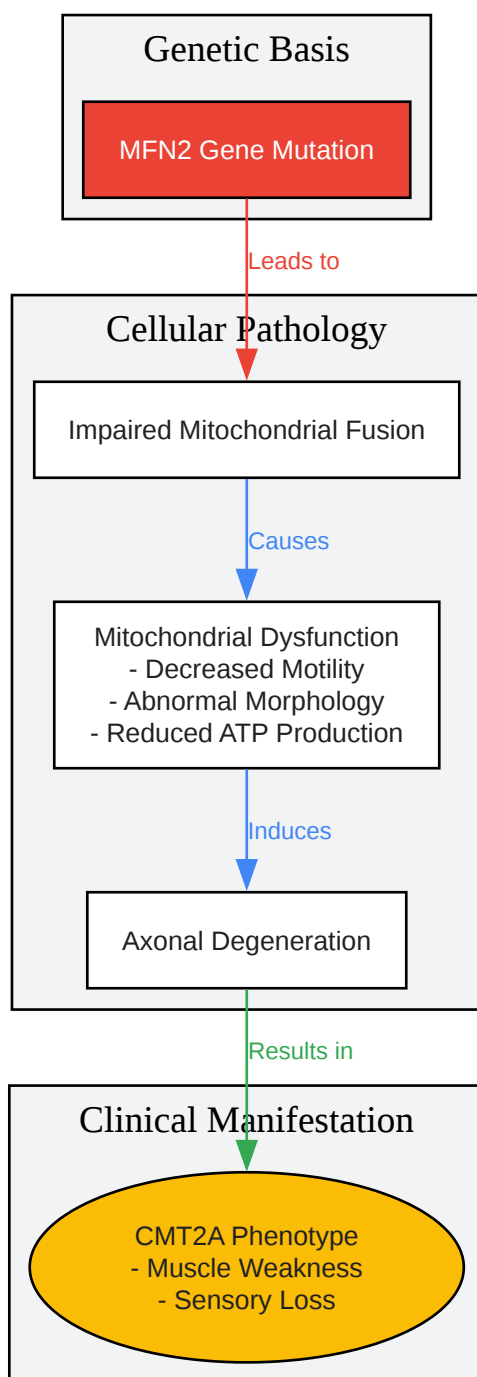 Genetic Basis
MFN2 Gene Mutation
Leads to
Cellular Pathology
Impaired Mitochondrial Fusion
Causes
Mitochondrial Dysfunction
- Decreased Motility
- Abnormal Morphology
- Reduced ATP Production
Induces
Axonal Degeneration
Results in
Clinical Manifestation
CMT2A Phenotype
- Muscle Weakness
- Sensory Loss